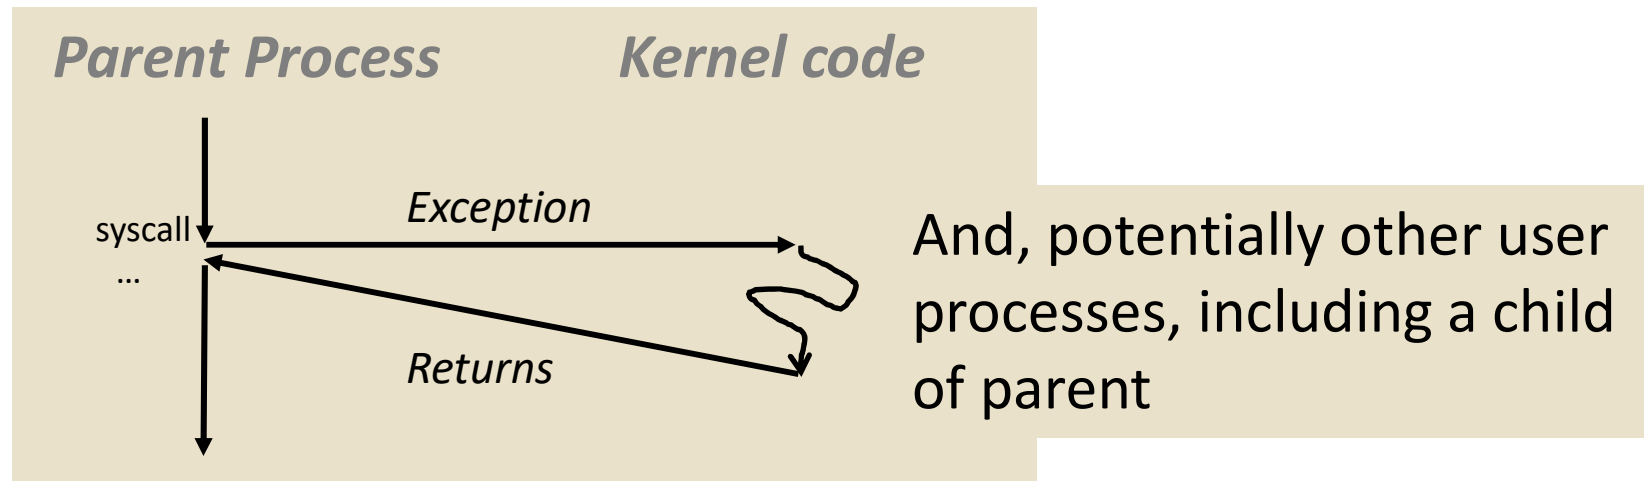 Parent Process
Kernel code
Exception
syscall
...
Returns
And, potentially other user
processes, including a child
of parent